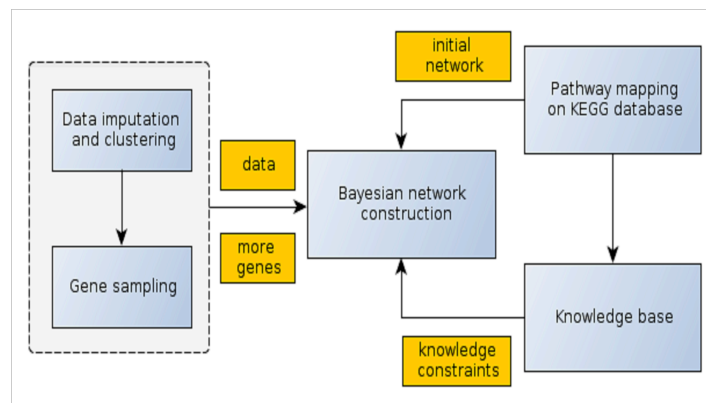 Data imputation
and clustering
Gene sampling
data
more
genes
Bayesian network
construction
initial
network
Pathway mapping
on KEGG database
Knowledge base
knowledge
constraints